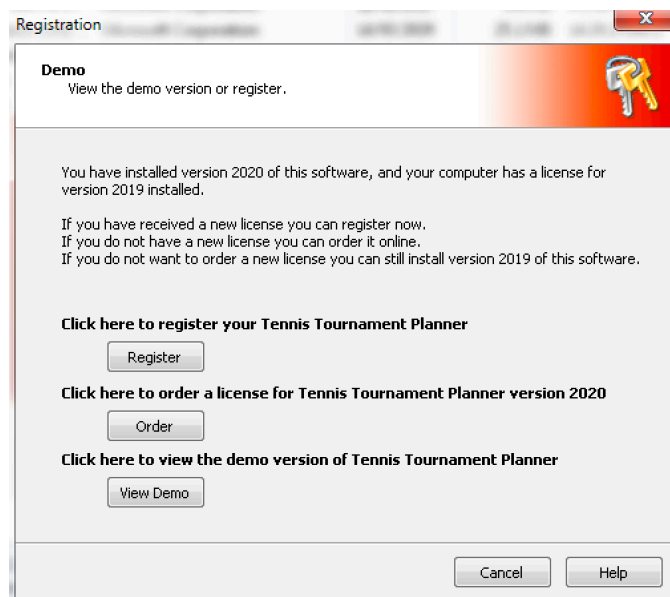 Registration
Demo
View the demo version or register.
You have installed version 2020 of this software, and your computer has a license for
version 2019 installed.
If you have received a new license you can register now.
If you do not have a new license you can order it online.
If you do not want to order a new license you can still install version 2019 of this software.
Click here to register your Tennis Tournament Planner
Register
Click here to order a license for Tennis Tournament Planner version 2020
Order
Click here to view the demo version of Tennis Tournament Planner
View Demo
Cancel
Help